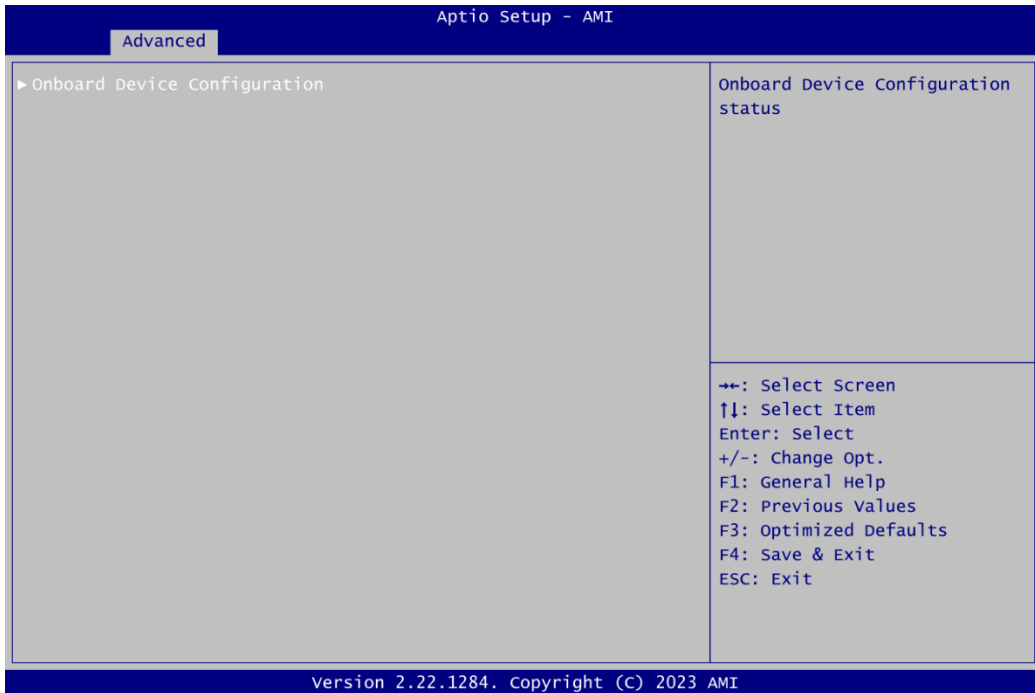 Aptio Setup - AMI
Advanced
►Onboard Device Configuration
Onboard Device Configuration
status
→←: Select Screen
↑↓: Select Item
Enter: Select
+/-: Change Opt.
F1: General Help
F2: Previous Values
F3: Optimized Defaults
F4: Save & Exit
ESC: Exit
Version 2.22.1284. Copyright (C) 2023 AMI